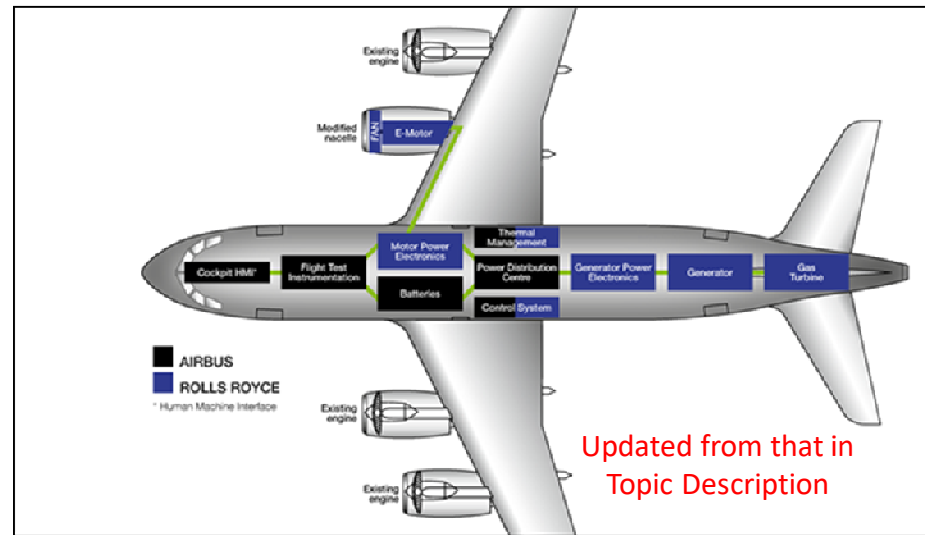 Existing
engine
Modified
nacelle
FAN
E-Motor
Thermal
Management
Motor Power
Electronics
Cockpit HMI*
Flight Test
Instrumentation
Power Distribution
Centre
Generator Power
Electronics
Generator
Gas
Turbine
Batteries
Control System
AIRBUS
ROLLS ROYCE
* Human Machine Interface
Existing
engine
Updated from that in
Topic Description
Existing
engine